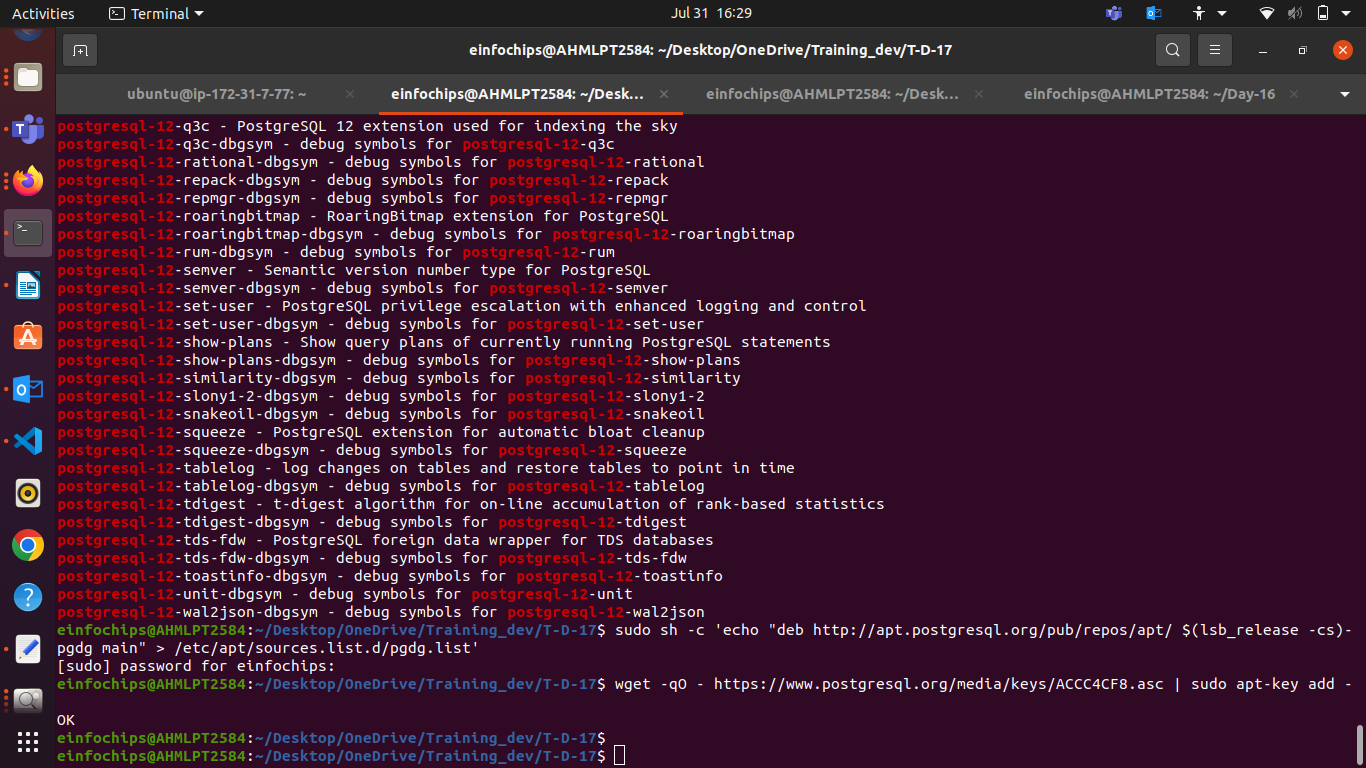 Activities
Terminal
Jul 31 16:29
einfochips@AHMLPT2584: ~/Desktop/OneDrive/Training_dev/T-D-17
ubuntu@ip-172-31-7-77: ~
einfochips@AHMLPT2584: ~/Desk...
einfochips@AHMLPT2584: ~/Desk...
einfochips@AHMLPT2584: ~/Day-16
postgresql-12-q3c - PostgreSQL 12 extension used for indexing the sky
postgresql-12-q3c-dbgsym - debug symbols for postgresql-12-q3c
postgresql-12-rational-dbgsym - debug symbols for postgresql-12-rational
postgresql-12-repack-dbgsym - debug symbols for postgresql-12-repack
postgresql-12-repmgr-dbgsym - debug symbols for postgresql-12-repmgr
postgresql-12-roaringbitmap - RoaringBitmap extension for PostgreSQL
postgresql-12-roaringbitmap-dbgsym - debug symbols for postgresql-12-roaringbitmap
postgresql-12-rum-dbgsym - debug symbols for postgresql-12-rum
postgresql-12-semver - Semantic version number type for PostgreSQL
postgresql-12-semver-dbgsym - debug symbols for postgresql-12-semver
postgresql-12-set-user - PostgreSQL privilege escalation with enhanced logging and control
postgresql-12-set-user-dbgsym - debug symbols for postgresql-12-set-user
postgresql-12-show-plans - Show query plans of currently running PostgreSQL statements
postgresql-12-show-plans-dbgsym - debug symbols for postgresql-12-show-plans
postgresql-12-similarity-dbgsym - debug symbols for postgresql-12-similarity
postgresql-12-slony1-2-dbgsym - debug symbols for postgresql-12-slony1-2
postgresql-12-snakeoil-dbgsym - debug symbols for postgresql-12-snakeoil
postgresql-12-squeeze - PostgreSQL extension for automatic bloat cleanup
postgresql-12-squeeze-dbgsym - debug symbols for postgresql-12-squeeze
postgresql-12-tablelog - log changes on tables and restore tables to point in time
postgresql-12-tablelog-dbgsym - debug symbols for postgresql-12-tablelog
postgresql-12-tdigest - t-digest algorithm for on-line accumulation of rank-based statistics
postgresql-12-tdigest-dbgsym - debug symbols for postgresql-12-tdigest
postgresql-12-tds-fdw - PostgreSQL foreign data wrapper for TDS databases
postgresql-12-tds-fdw-dbgsym - debug symbols for postgresql-12-tds-fdw
postgresql-12-toastinfo-dbgsym - debug symbols for postgresql-12-toastinfo
postgresql-12-unit-dbgsym - debug symbols for postgresql-12-unit
postgresql-12-wal2json-dbgsym - debug symbols for postgresql-12-wal2json
einfochips@AHMLPT2584:~/Desktop/OneDrive/Training_dev/T-D-17$ sudo sh -c 'echo "deb http://apt.postgresql.org/pub/repos/apt/ $(lsb_release -cs)-
pgdg main" > /etc/apt/sources.list.d/pgdg.list'
[sudo] password for einfochips:
einfochips@AHMLPT2584:~/Desktop/OneDrive/Training_dev/T-D-17$ wget -qO - https://www.postgresql.org/media/keys/ACCC4CF8.asc | sudo apt-key add -
OK
einfochips@AHMLPT2584:~/Desktop/OneDrive/Training_dev/T-D-17$
einfochips@AHMLPT2584:~/Desktop/OneDrive/Training_dev/T-D-17$